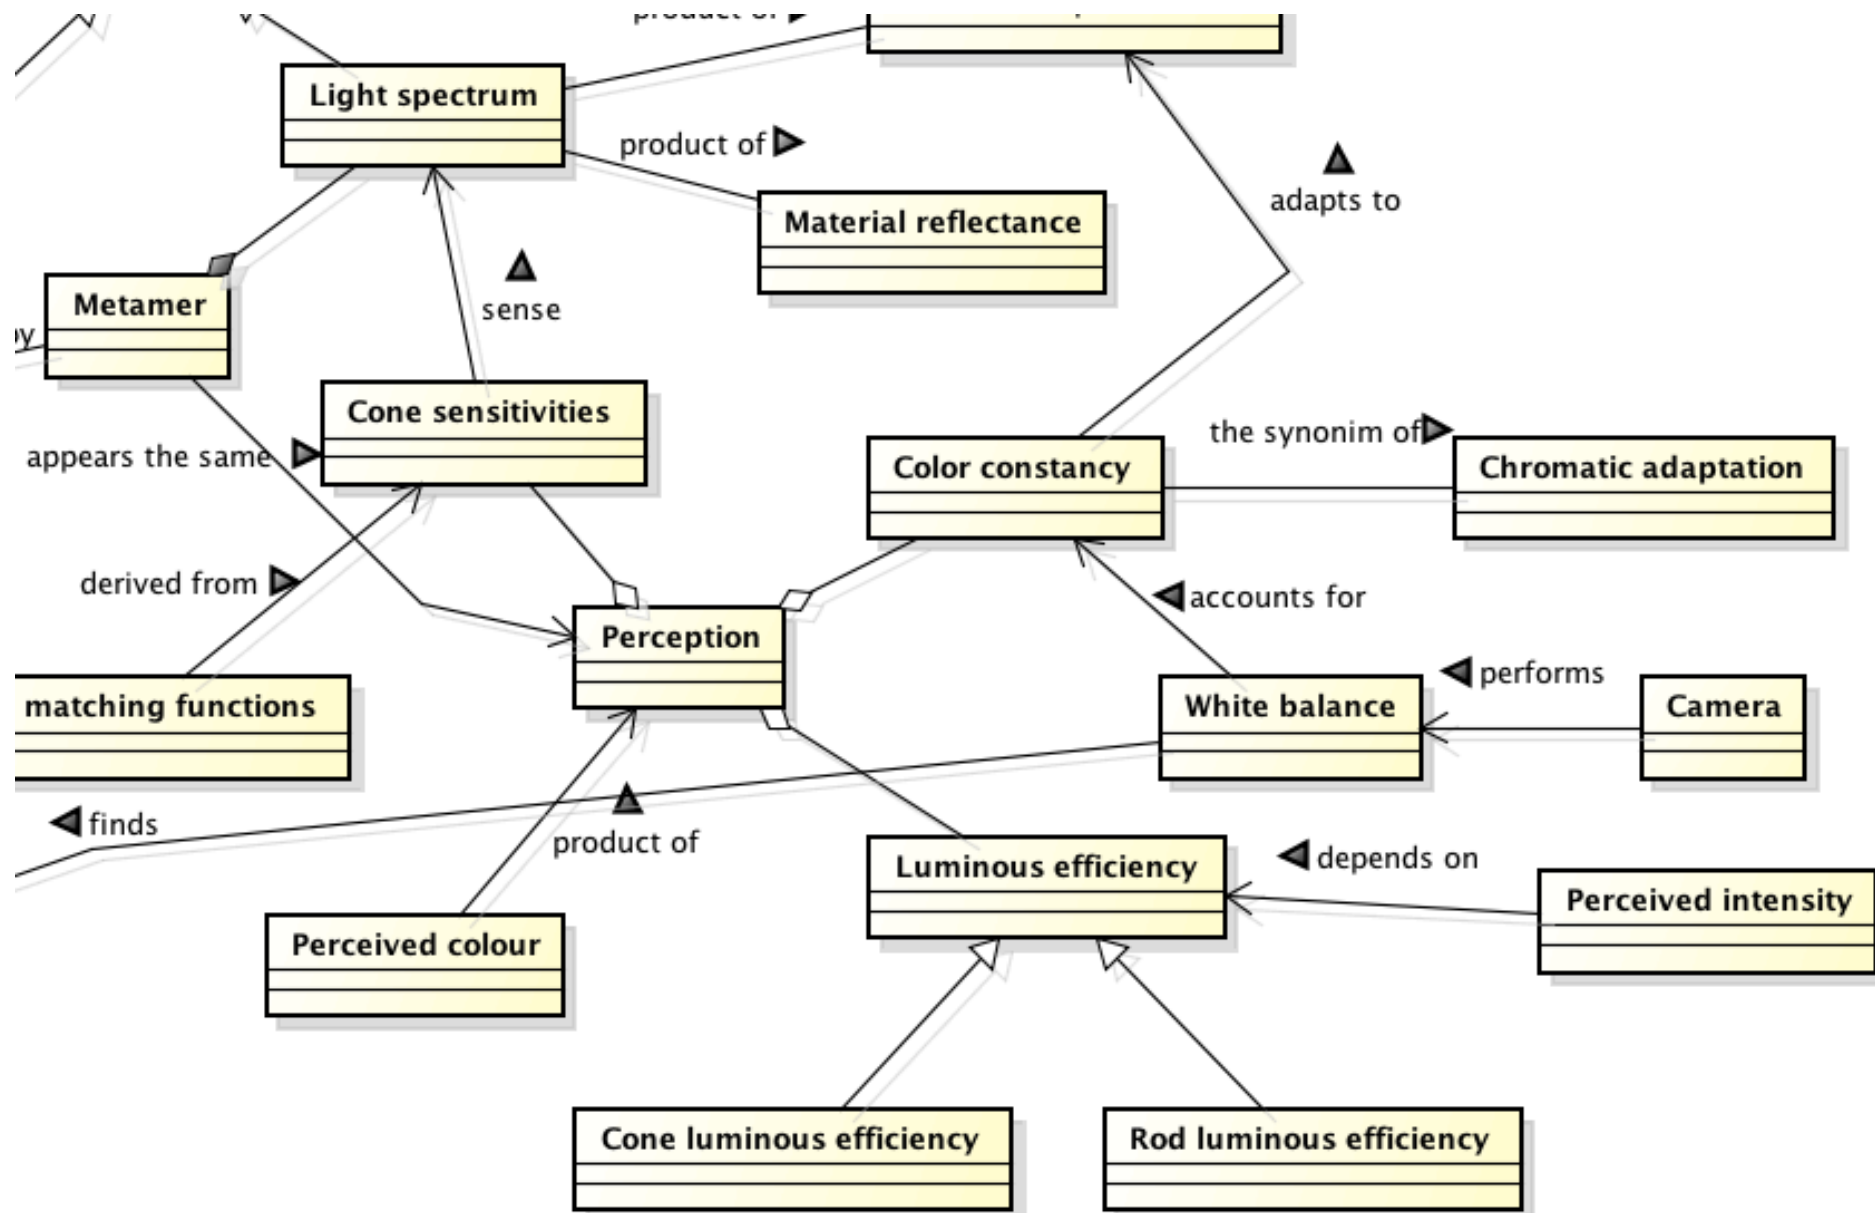 product of
Light spectrum
product of
Material reflectance
adapts to
Metamer
sense
Cone sensitivities
appears the same
the synonim of
Color constancy
Chromatic adaptation
derived from
accounts for
Perception
performs
matching functions
White balance
Camera
finds
product of
depends on
Luminous efficiency
Perceived intensity
Perceived colour
Cone luminous efficiency
Rod luminous efficiency